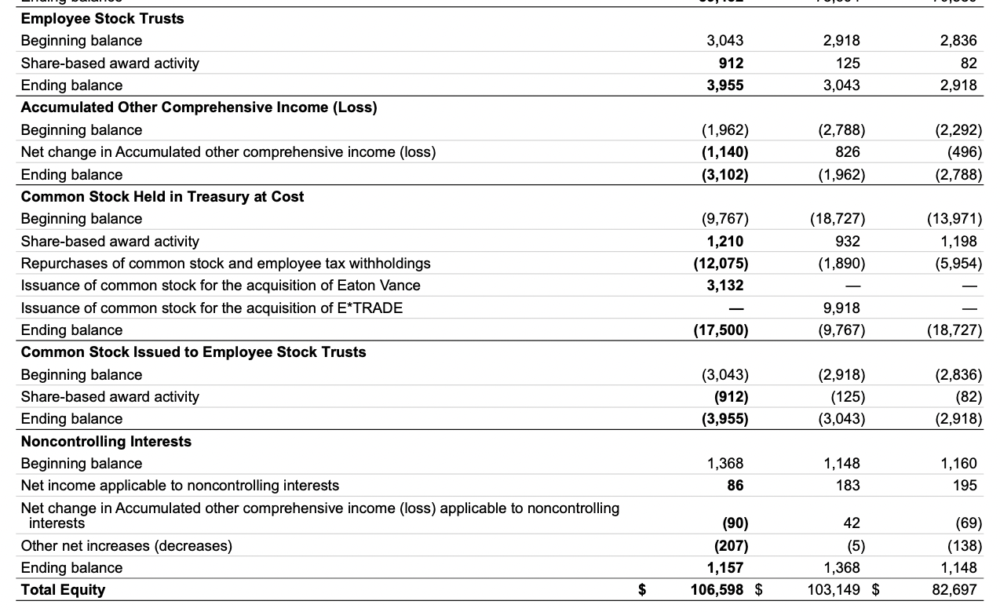 Employee Stock Trusts
Beginning balance 3,043 2,918 2,836
Share-based award activity 912 125 82
Ending balance 3,955 3,043 2,918
Accumulated Other Comprehensive Income (Loss)
Beginning balance (1,962) (2,788) (2,292)
Net change in Accumulated other comprehensive income (loss) (1,140) 826 (496)
Ending balance (3,102) (1,962) (2,788)
Common Stock Held in Treasury at Cost
Beginning balance (9,767) (18,727) (13,971)
Share-based award activity 1,210 932 1,198
Repurchases of common stock and employee tax withholdings (12,075) (1,890) (5,954)
Issuance of common stock for the acquisition of Eaton Vance 3,132 — —
Issuance of common stock for the acquisition of E*TRADE — 9,918 —
Ending balance (17,500) (9,767) (18,727)
Common Stock Issued to Employee Stock Trusts
Beginning balance (3,043) (2,918) (2,836)
Share-based award activity (912) (125) (82)
Ending balance (3,955) (3,043) (2,918)
Noncontrolling Interests
Beginning balance 1,368 1,148 1,160
Net income applicable to noncontrolling interests 86 183 195
Net change in Accumulated other comprehensive income (loss) applicable to noncontrolling
interests (90) 42 (69)
Other net increases (decreases) (207) (5) (138)
Ending balance 1,157 1,368 1,148
Total Equity $ 106,598 $ 103,149 $ 82,697